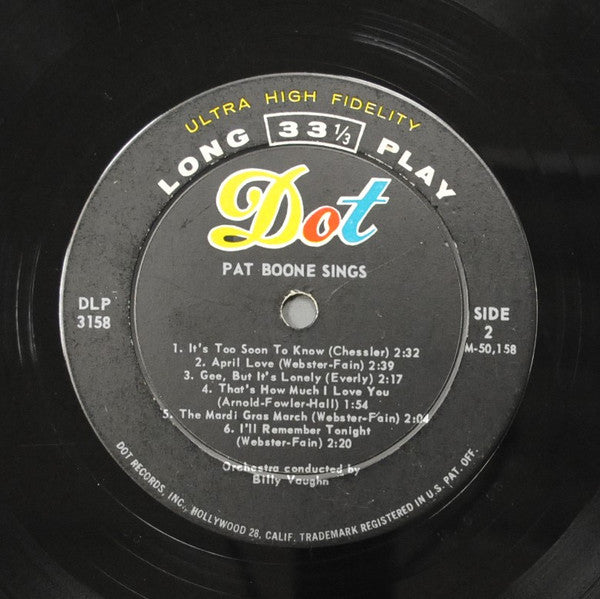 ULTRA HIGH FIDELITY
LONG 33 1/3 PLAY
Dot
PAT BOONE SINGS
DLP
3158
SIDE
2
M-50,158
1. It's Too Soon To Know (Chessler) 2:32
2. April Love (Webster-Fain) 2:39
3. Gee, But It's Lonely (Everly) 2:17
4. That's How Much I Love You
(Arnold-Fowler-Hall) 1:54
5. The Mardi Gras March (Webster-Fain) 2:04
6. I'll Remember Tonight
(Webster-Fain) 2:20
Orchestra conducted by
Billy Vaughn
DOT RECORDS, INC., HOLLYWOOD 28, CALIF. TRADEMARK REGISTERED IN U.S. PAT. OFF.